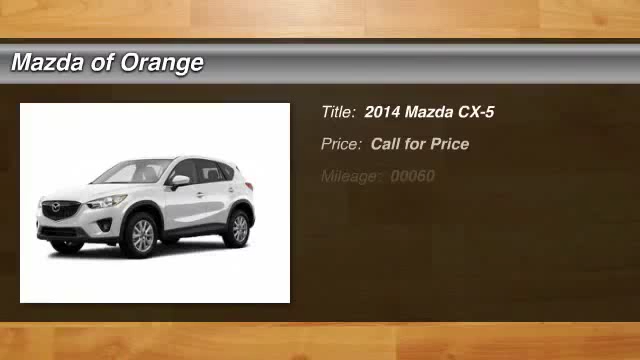 Mazda of Orange
Title: 2014 Mazda CX-5
Price: Call for Price
Mileage: 00060